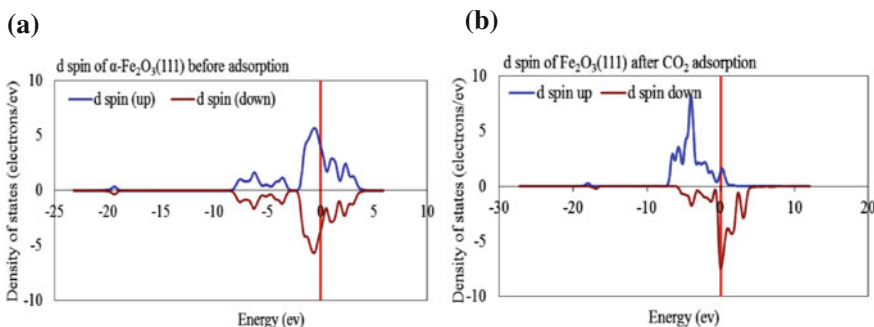 (a)
d spin of α-Fe2O3(111) before adsorption
d spin (up)
d spin (down)
Density of states (electrons/ev)
10
5
0
-5
-10
-25
-20
-15
-10
-5
0
5
10
Energy (ev)
(b)
d spin of Fe2O3(111) after CO2 adsorption
d spin up
d spin down
Density of states (electrons/ev)
10
5
0
-5
-10
-30
-20
-10
0
10
20
Energy (ev)